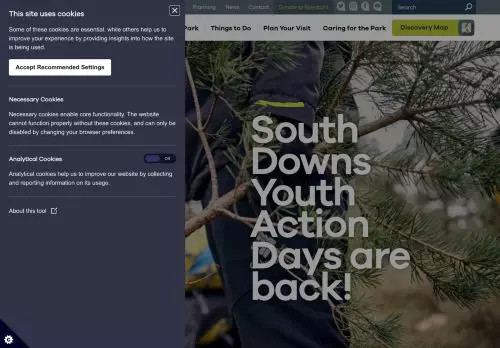 This site uses cookies
Some of these cookies are essential, while others help us to
improve your experience by providing insights into how the site
is being used.
Accept Recommended Settings
Necessary Cookies
Necessary cookies enable core functionality. The website
cannot function properly without these cookies, and can only be
disabled by changing your browser preferences.
Analytical Cookies
Off
Analytical cookies help us to improve our website by collecting
and reporting information on its usage.
About this tool
Planning News Contact Search
Park Things to Do Plan Your Visit Caring for the Park Discovery Map
South
Downs
Youth
Action
Days are
back!